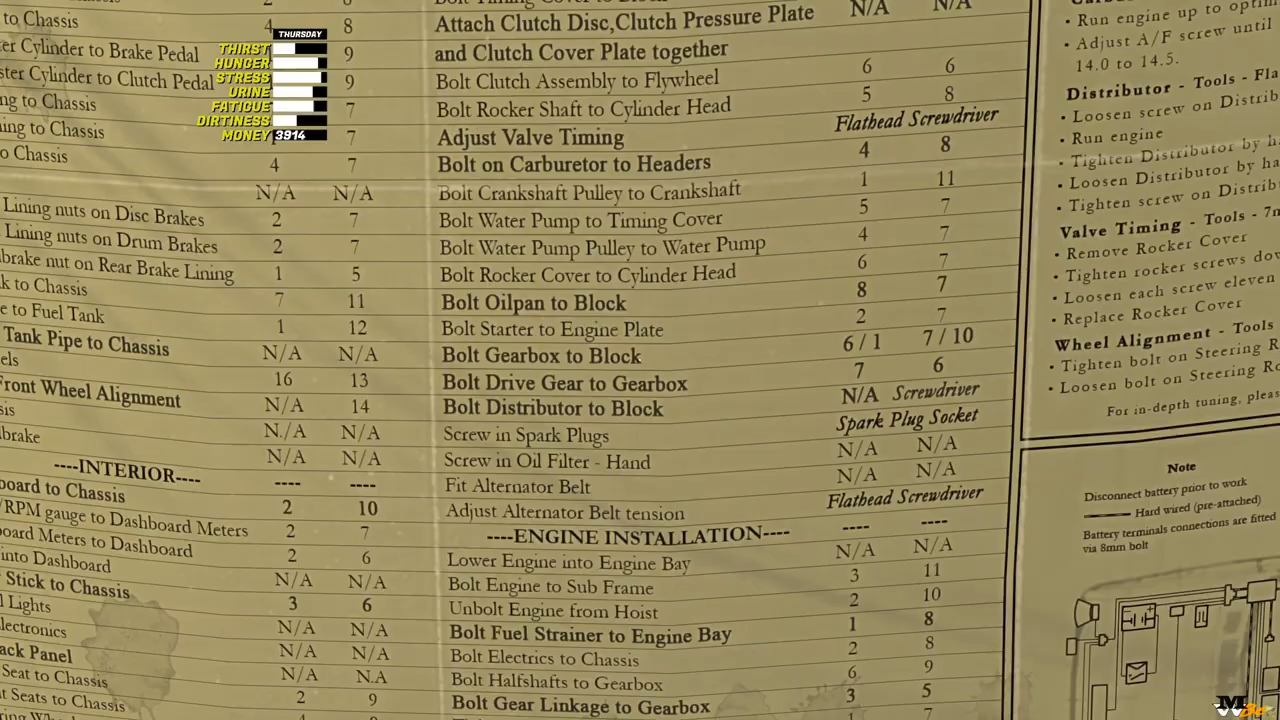 to Chassis 4 8
er Cylinder to Brake Pedal 9
ster Cylinder to Clutch Pedal 9
ng to Chassis 7
ing to Chassis 7
o Chassis 4 7
N/A N/A
Lining nuts on Disc Brakes 2 7
Lining nuts on Drum Brakes 2 7
brake nut on Rear Brake Lining 1 5
k to Chassis 7 11
e to Fuel Tank 1 12
Tank Pipe to Chassis N/A N/A
els 16 13
Front Wheel Alignment N/A 14
sis N./A N/A
brake N/A N/A
----INTERIOR---- ---- ----
board to Chassis 2 10
/RPM gauge to Dashboard Meters 2 7
board Meters to Dashboard 2 6
into Dashboard N/A N/A
Stick to Chassis 3 6
l Lights N/A N/A
lectronics N/A N/A
ack Panel N/A N.A
Seat to Chassis 2 9
t Seats to Chassis
THURSDAY
THIRST
HUNGER
STRESS
URINE
FATIGUE
DIRTINESS
MONEY 3914
Attach Clutch Disc,Clutch Pressure Plate N/A N/A
and Clutch Cover Plate together
Bolt Clutch Assembly to Flywheel 6 6
Bolt Rocker Shaft to Cylinder Head 5 8
Adjust Valve Timing Flathead Screwdriver
Bolt on Carburetor to Headers 4 8
Bolt Crankshaft Pulley to Crankshaft 1 11
Bolt Water Pump to Timing Cover 5 7
Bolt Water Pump Pulley to Water Pump 4 7
Bolt Rocker Cover to Cylinder Head 6 7
Bolt Oilpan to Block 8 7
Bolt Starter to Engine Plate 2 7
Bolt Gearbox to Block 6 / 1 7 / 10
Bolt Drive Gear to Gearbox 7 6
Bolt Distributor to Block N/A Screwdriver
Screw in Spark Plugs Spark Plug Socket
Screw in Oil Filter - Hand N/A N/A
Fit Alternator Belt N/A N/A
Adjust Alternator Belt tension Flathead Screwdriver
----ENGINE INSTALLATION---- ---- ----
Lower Engine into Engine Bay N/A N/A
Bolt Engine to Sub Frame 3 11
Unbolt Engine from Hoist 2 10
Bolt Fuel Strainer to Engine Bay 1 8
Bolt Electrics to Chassis 2 8
Bolt Halfshafts to Gearbox 6 9
Bolt Gear Linkage to Gearbox 3 5
1 7
• Run engine up to optim
• Adjust A/F screw until
14.0 to 14.5.
Distributor - Tools - Fla
• Loosen screw on Distrib
• Run engine
• Tighten Distributor by ha
• Loosen Distributor by ha
• Tighten screw on Distrib
Valve Timing - Tools - 7m
• Remove Rocker Cover
• Tighten rocker screws dow
• Loosen each screw eleven
• Replace Rocker Cover
Wheel Alignment - Tools
• Tighten bolt on Steering R
• Loosen bolt on Steering Ro
For in-depth tuning, pleas
Note
Disconnect battery prior to work
Hard wired (pre-attached)
Battery terminals connections are fitted
via 8mm bolt